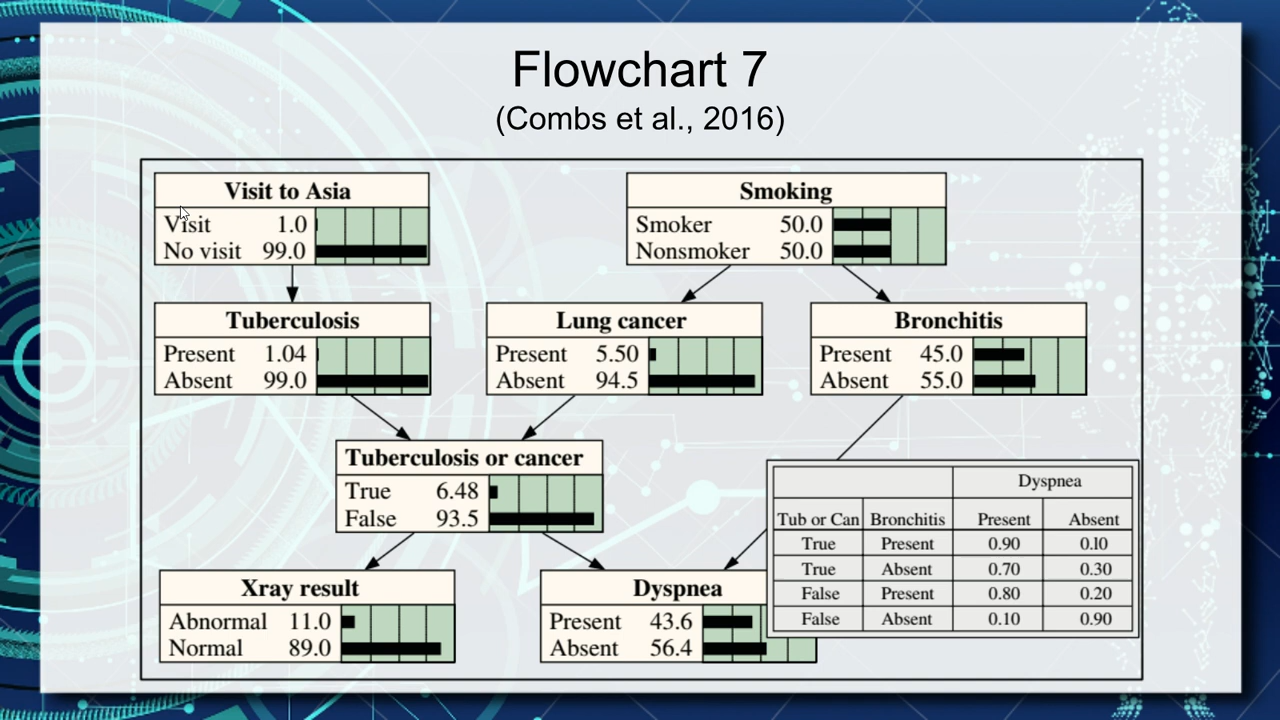 Flowchart 7
(Combs et al., 2016)
Visit to Asia
Visit 1.0
No visit 99.0
Smoking
Smoker 50.0
Nonsmoker 50.0
Tuberculosis
Present 1.04
Absent 99.0
Lung cancer
Present 5.50
Absent 94.5
Bronchitis
Present 45.0
Absent 55.0
Tuberculosis or cancer
True 6.48
False 93.5
Xray result
Abnormal 11.0
Normal 89.0
Dyspnea
Present 43.6
Absent 56.4
Dyspnea
Tub or Can Bronchitis Present Absent
True Present 0.90 0.10
True Absent 0.70 0.30
False Present 0.80 0.20
False Absent 0.10 0.90